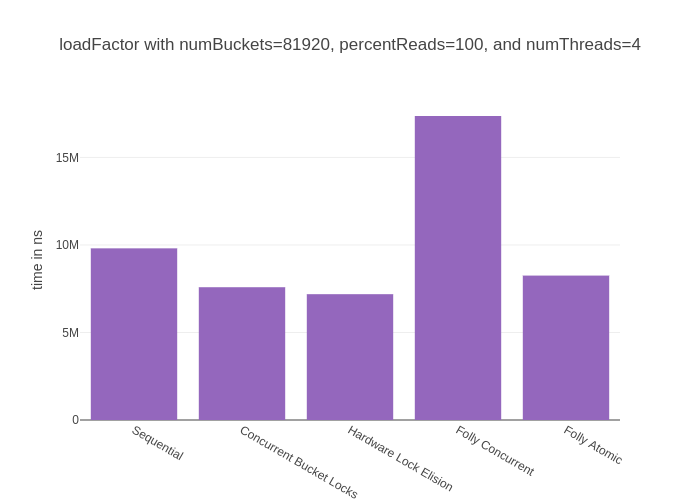 loadFactor with numBuckets=81920, percentReads=100, and numThreads=4
time in ns
15M
10M
5M
0
Sequential
Concurrent Bucket Locks
Hardware Lock Elision
Folly Concurrent
Folly Atomic